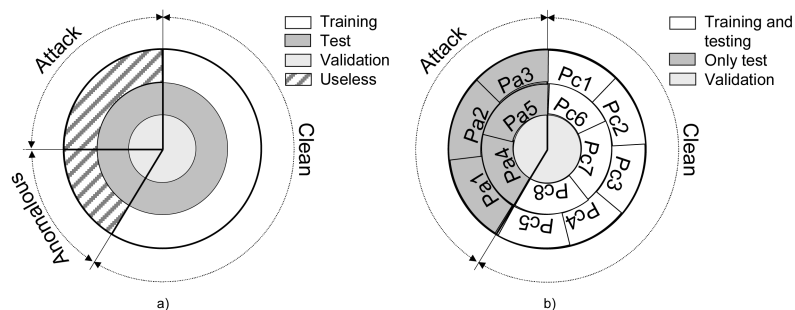 Attack
Anomalous
Clean
Training
Test
Validation
Useless
a)
Attack
Clean
Training and
testing
Only test
Validation
Pc1
Pc2
Pc3
Pc4
Pc5
Pc6
Pc7
Pc8
Pa1
Pa2
Pa3
Pa4
Pa5
b)